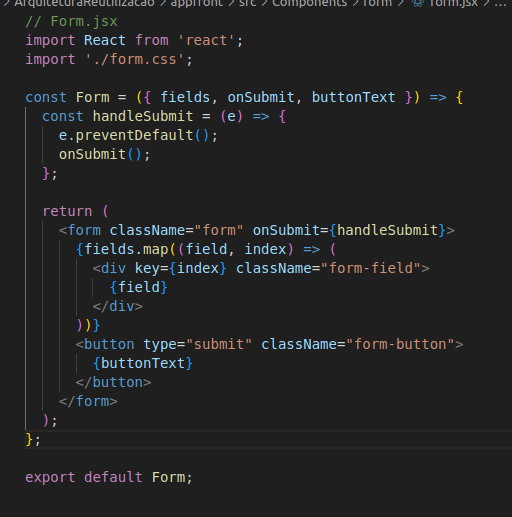 ArquiteturaReutilizacao > appfront > src > Components > form > form.jsx > ...
// Form.jsx
import React from 'react';
import './form.css';
const Form = ({ fields, onSubmit, buttonText }) => {
const handleSubmit = (e) => {
e.preventDefault();
onSubmit();
};
return (
<form className="form" onSubmit={handleSubmit}>
{fields.map((field, index) => (
<div key={index} className="form-field">
{field}
</div>
))}
<button type="submit" className="form-button">
{buttonText}
</button>
</form>
);
};
export default Form;